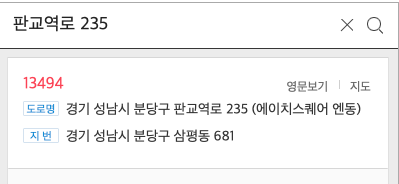 판교역로 235
13494
영문보기 지도
도로명 경기 성남시 분당구 판교역로 235 (에이치스퀘어 엔동)
지번 경기 성남시 분당구 삼평동 681